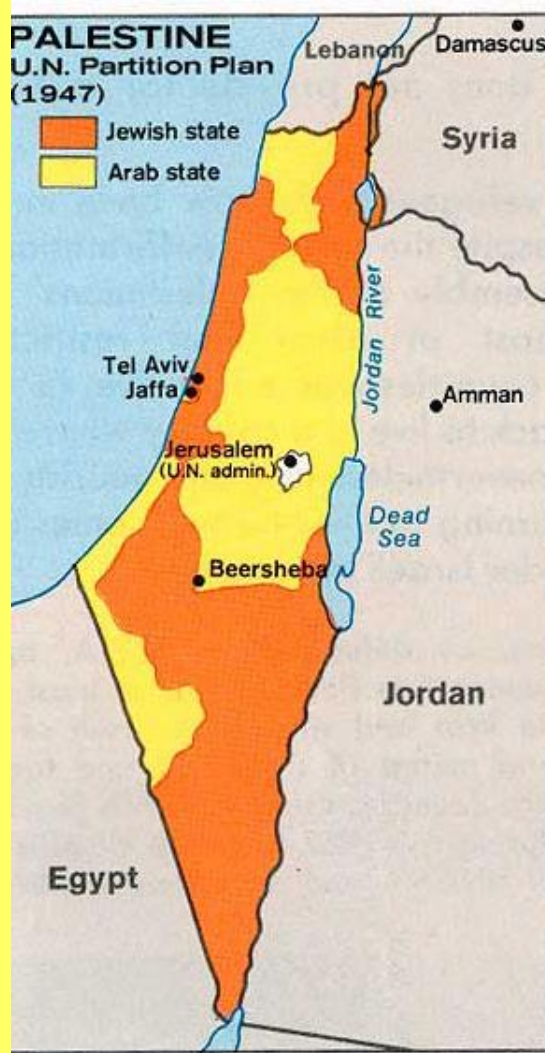 PALESTINE
U.N. Partition Plan
(1947)
Jewish state
Arab state
Lebanon
Damascus
Syria
Jordan River
Tel Aviv
Jaffa
Amman
Jerusalem
(U.N. admin.)
Dead
Sea
Beersheba
Jordan
Egypt